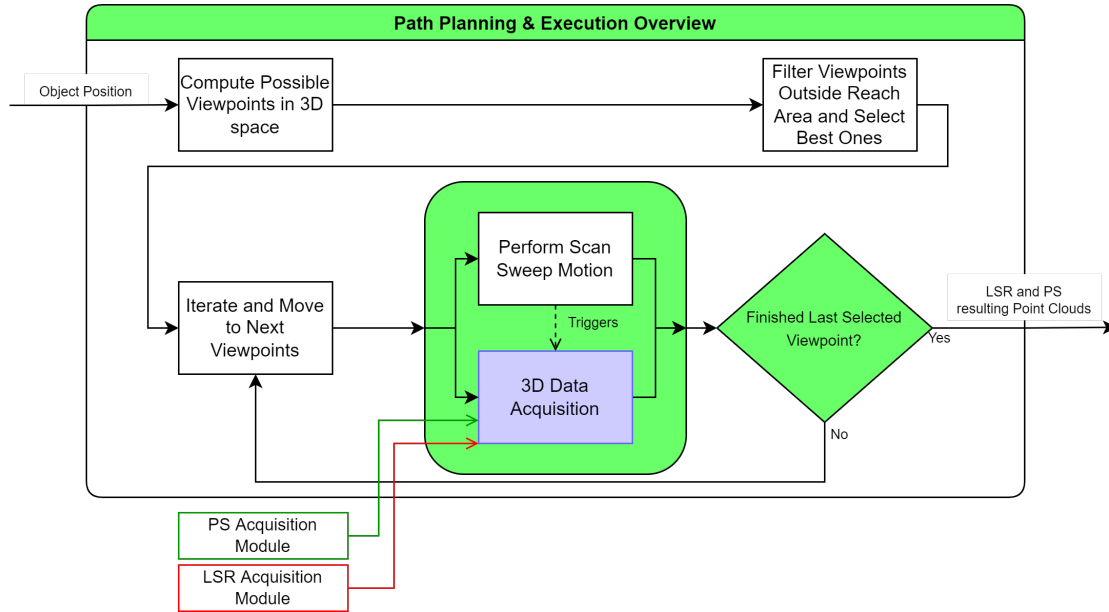 Path Planning & Execution Overview
Object Position
Compute Possible
Viewpoints in 3D
space
Filter Viewpoints
Outside Reach
Area and Select
Best Ones
Iterate and Move
to Next
Viewpoints
Perform Scan
Sweep Motion
Triggers
3D Data
Acquisition
Finished Last Selected
Viewpoint?
Yes
No
LSR and PS
resulting Point Clouds
PS Acquisition
Module
LSR Acquisition
Module